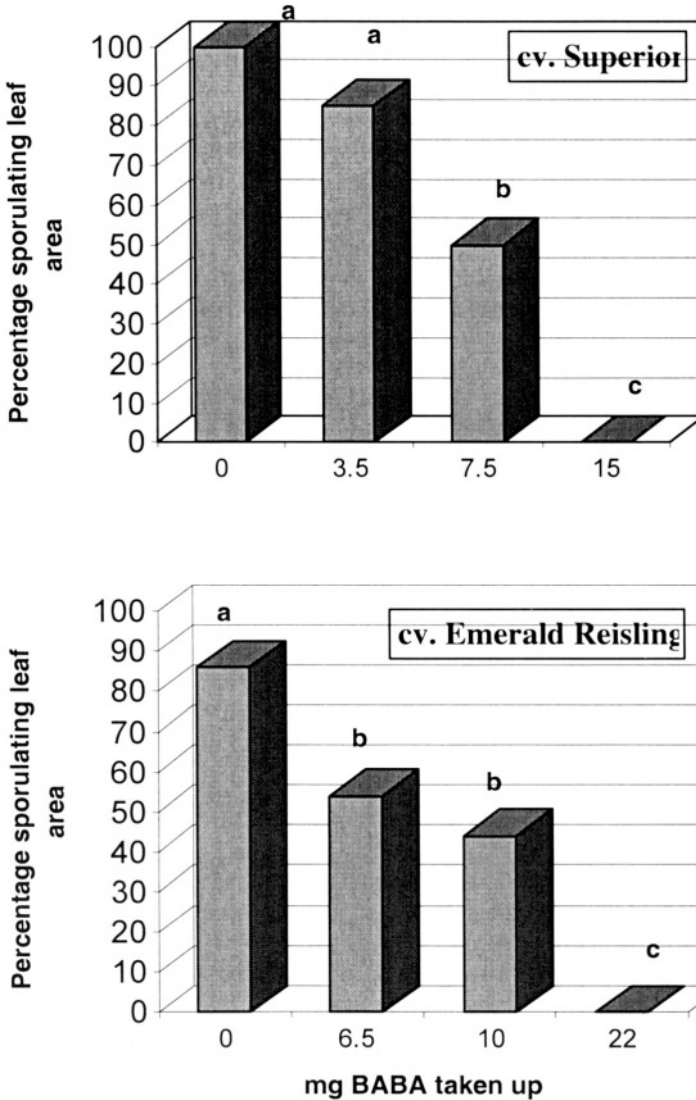 a
a
cv. Superior
b
c
100
90
80
70
60
50
40
30
20
10
0
Percentage sporulating leaf
area
0 3.5 7.5 15
a
cv. Emerald Reisling
b
b
c
100
90
80
70
60
50
40
30
20
10
0
Percentage sporulating leaf
area
0 6.5 10 22
mg BABA taken up